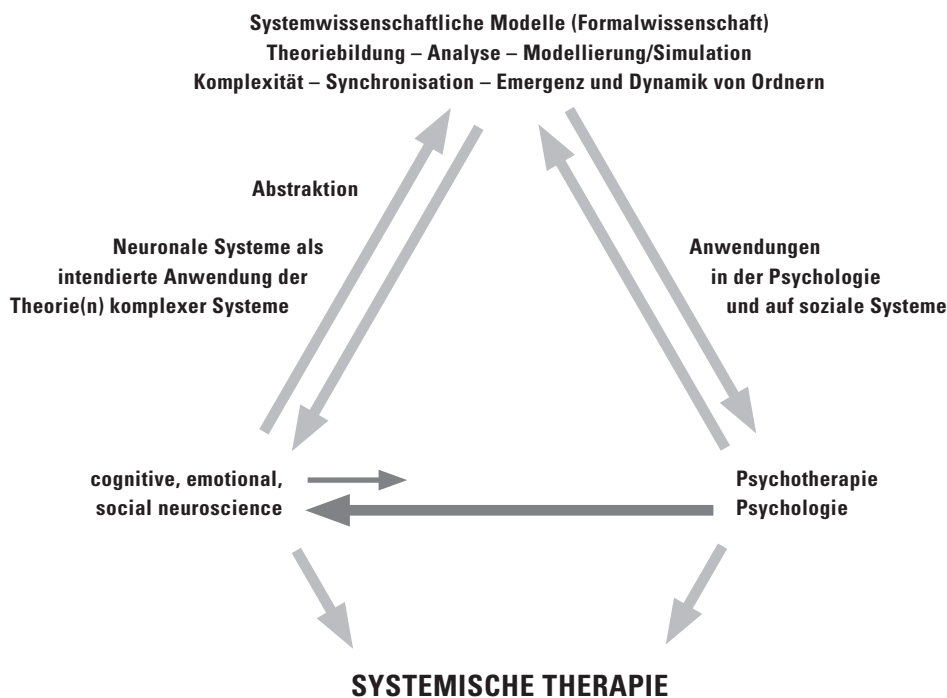 Systemwissenschaftliche Modelle (Formalwissenschaft)
Theoriebildung – Analyse – Modellierung/Simulation
Komplexität – Synchronisation – Emergenz und Dynamik von Ordnern
Abstraktion
Neuronale Systeme als
intendierte Anwendung der
Theorie(n) komplexer Systeme
Anwendungen
in der Psychologie
und auf soziale Systeme
cognitive, emotional,
social neuroscience
Psychotherapie
Psychologie
SYSTEMISCHE THERAPIE